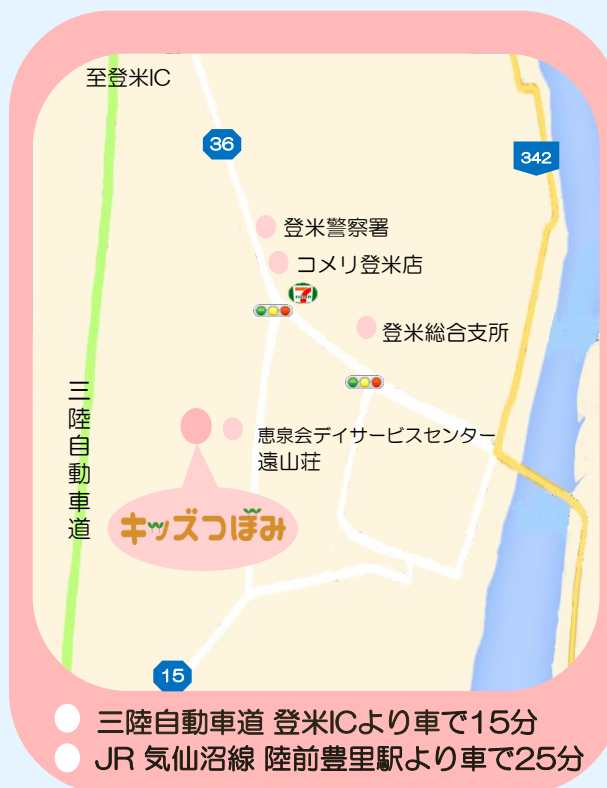 至登米IC
36
342
登米警察署
コメリ登米店
7
登米総合支所
三陸自動車道
恵泉会デイサービスセンター
遠山荘
キッズつぼみ
15
三陸自動車道 登米ICより車で15分
JR 気仙沼線 陸前豊里駅より車で25分